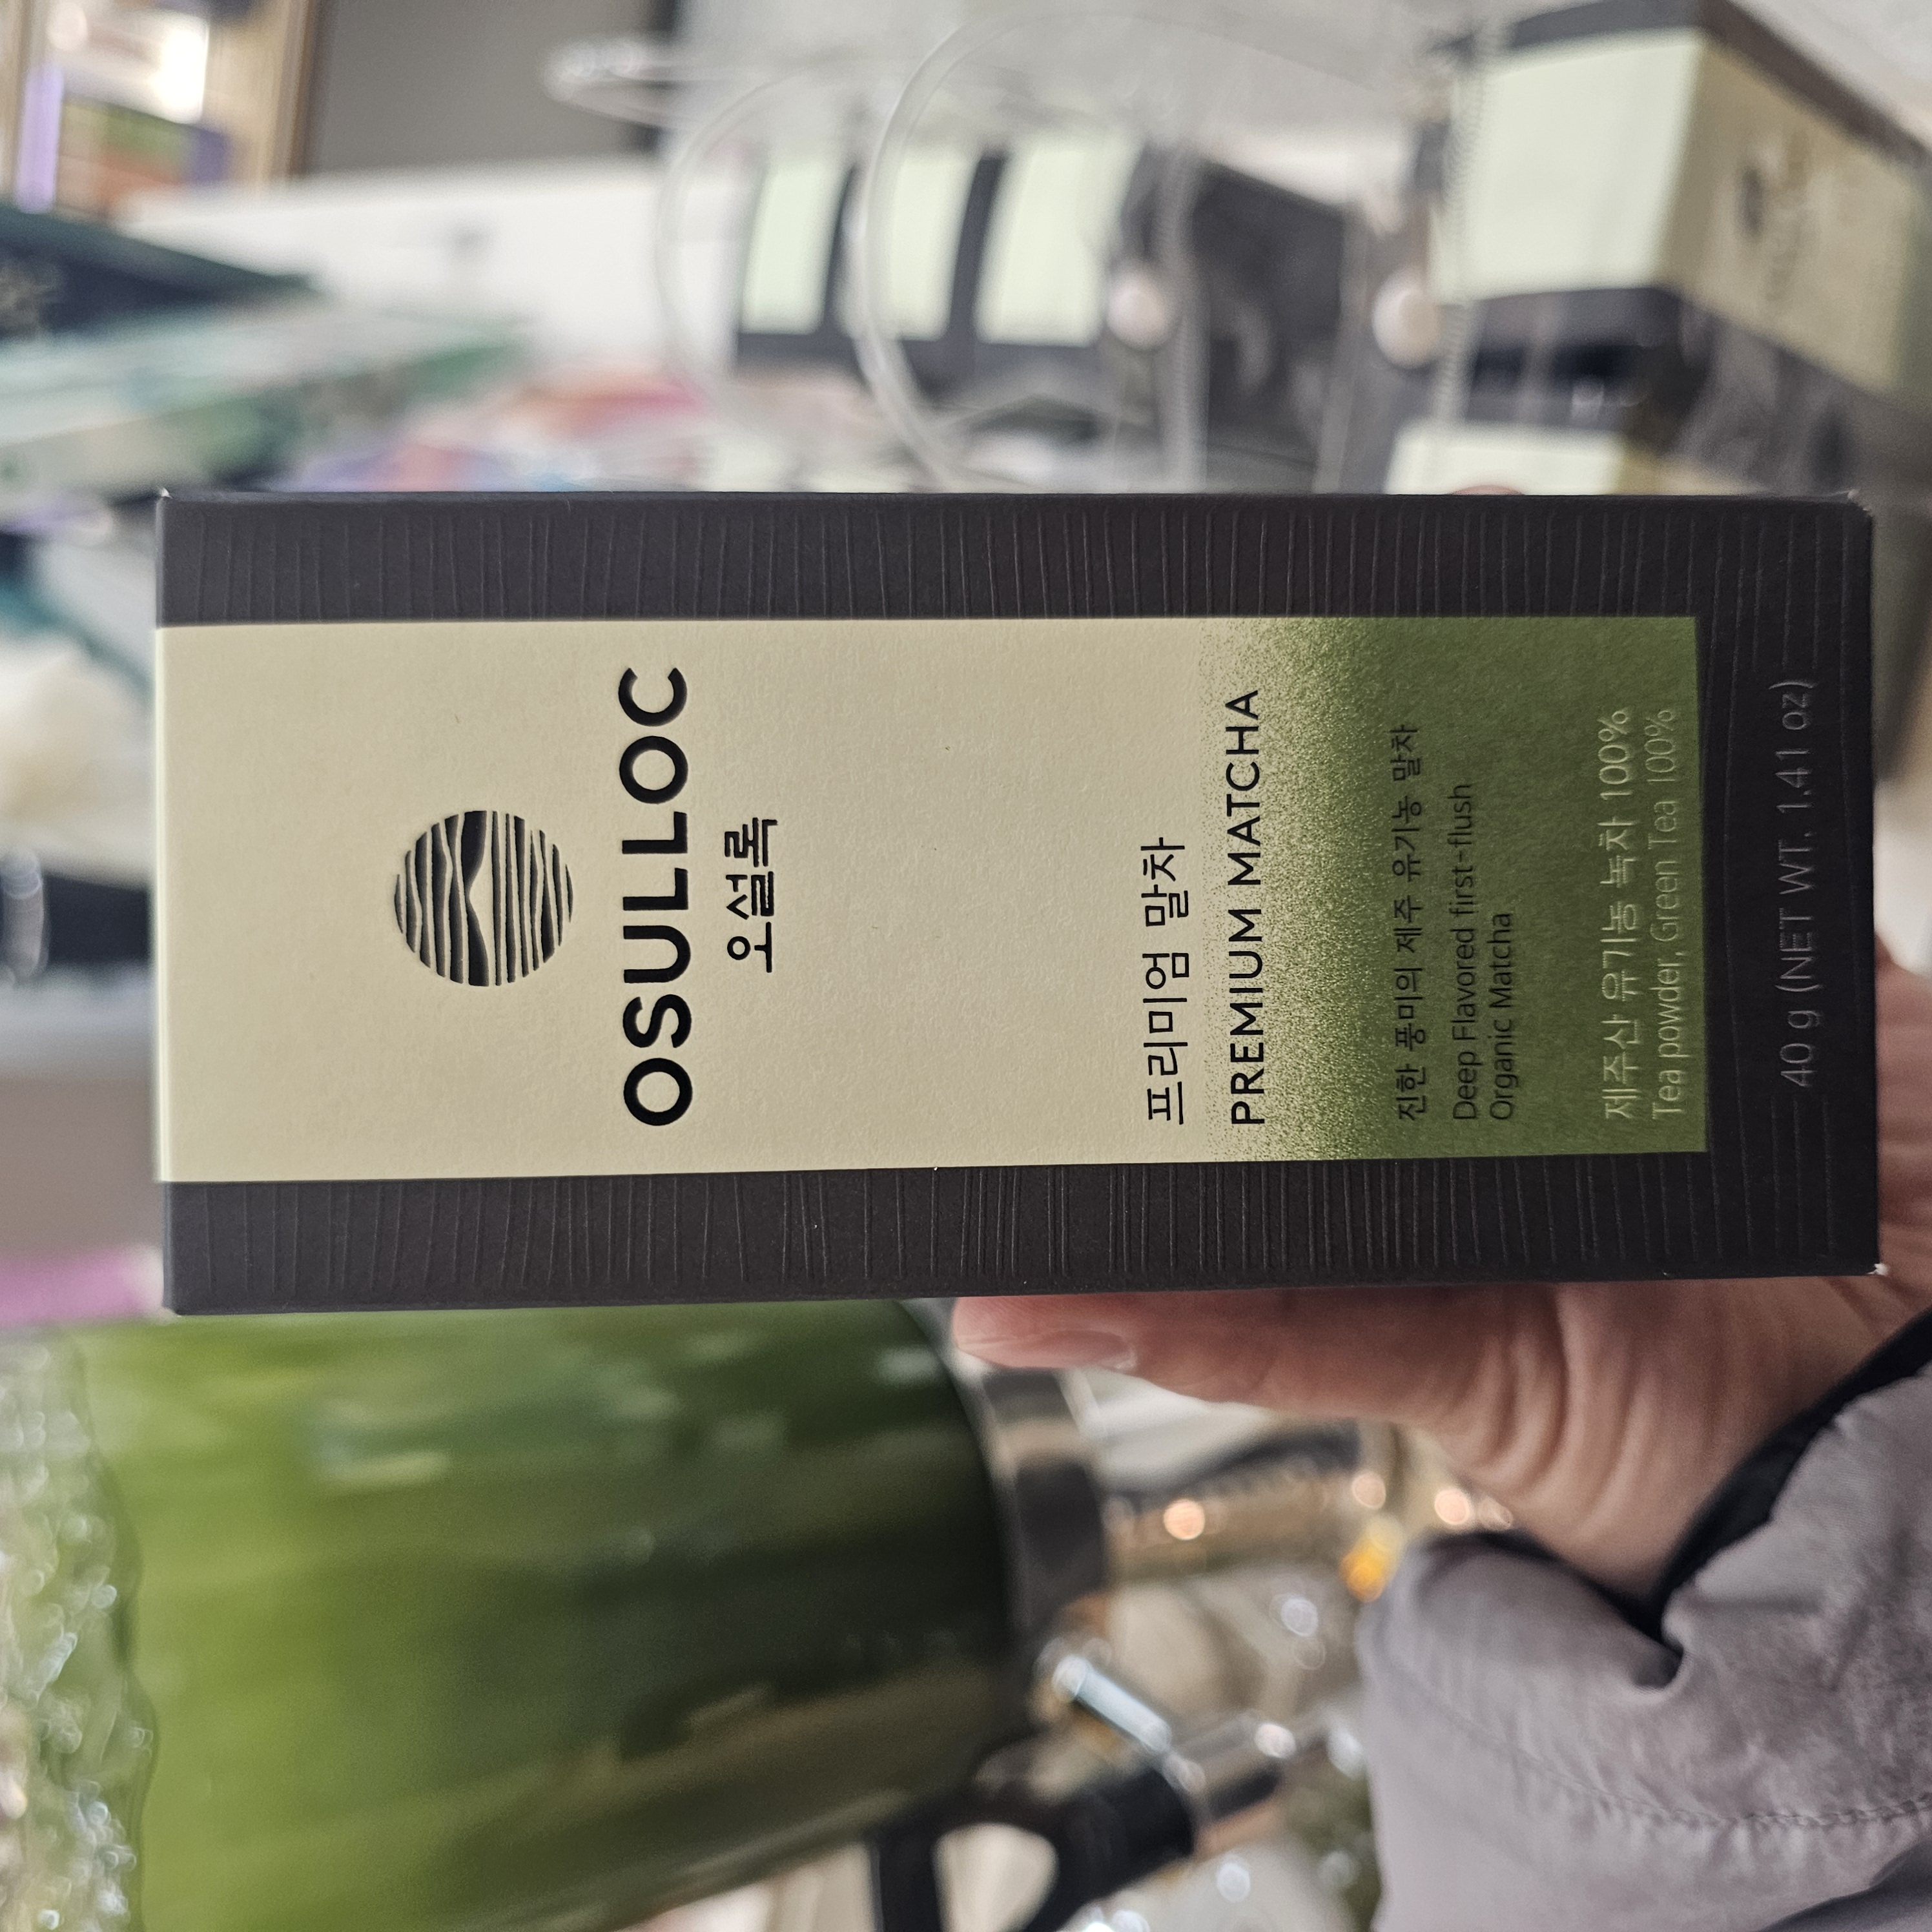 OSULLOC
오설록
프리미엄 말차
PREMIUM MATCHA
진한 풍미의 제주 유기농 말차
Deep Flavored first-flush
Organic Matcha
제주산 유기농 녹차 100%
Tea powder, Green Tea 100%
40 g (NET WT. 1.41 oz)